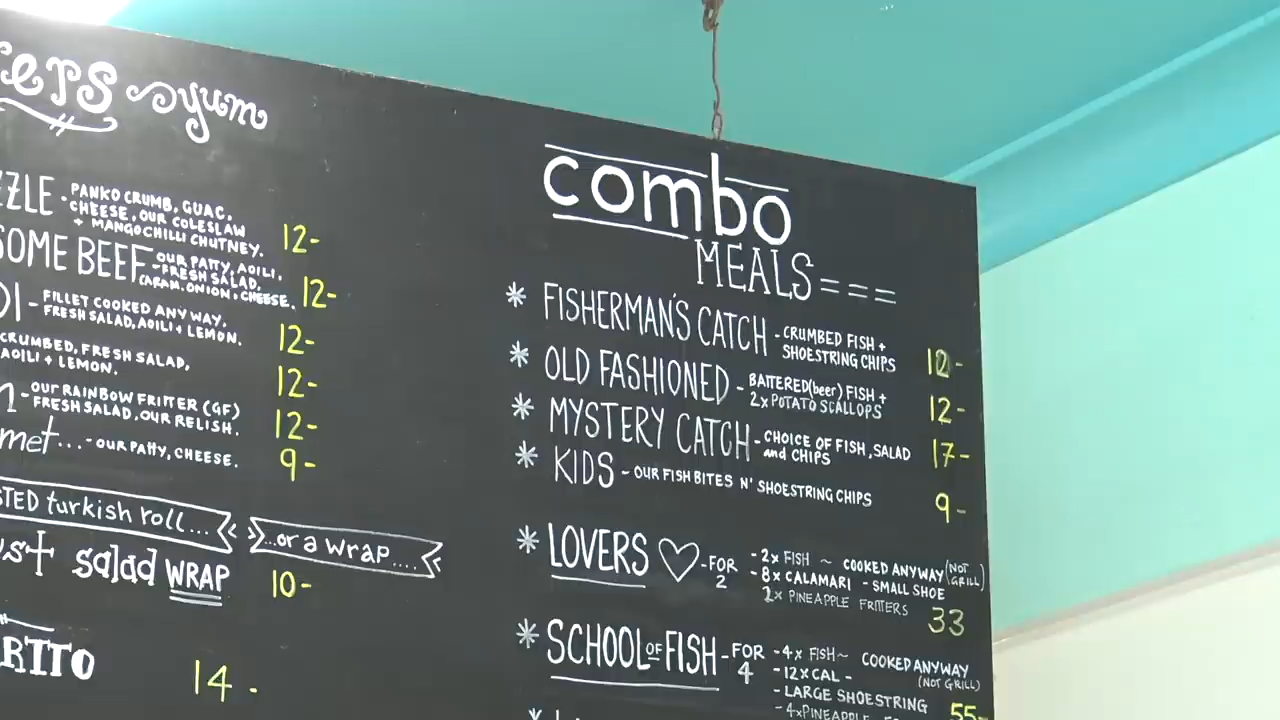 yum
PANKO CRUMB, GUAC.
CHEESE, OUR COLESLAW
+ MANGO CHILLI CHUTNEY.
12-
SOME BEEF - OUR PATTY, AOILI,
- FRESH SALAD,
CARAM. ONION & CHEESE.
12-
- FILLET COOKED ANY WAY.
FRESH SALAD, AOILI + LEMON.
12-
CRUMBED, FRESH SALAD,
AOILI + LEMON.
12-
- OUR RAINBOW FRITTER (GF)
FRESH SALAD, OUR RELISH.
12-
met... - OUR PATTY, CHEESE.
9-
turkish roll...
...or a wrap....
salad WRAP
10-
14-
combo
MEALS ===
* FISHERMAN'S CATCH - CRUMBED FISH +
SHOESTRING CHIPS
12-
* OLD FASHIONED - BATTERED (beer) FISH +
2x POTATO SCALLOPS
12-
* MYSTERY CATCH - CHOICE OF FISH, SALAD
and CHIPS
17-
* KIDS - OUR FISH BITES N' SHOESTRING CHIPS
9-
* LOVERS ♡ - FOR 2
- 2x FISH ~ COOKED ANYWAY (NOT GRILL)
- 8x CALAMARI - SMALL SHOE
2x PINEAPPLE FRITTERS
33
* SCHOOL OF FISH - FOR 4
- 4x FISH ~ COOKED ANYWAY
(NOT GRILL)
- 12x CAL -
- LARGE SHOESTRING
- 4x PINEAPPLE
55-